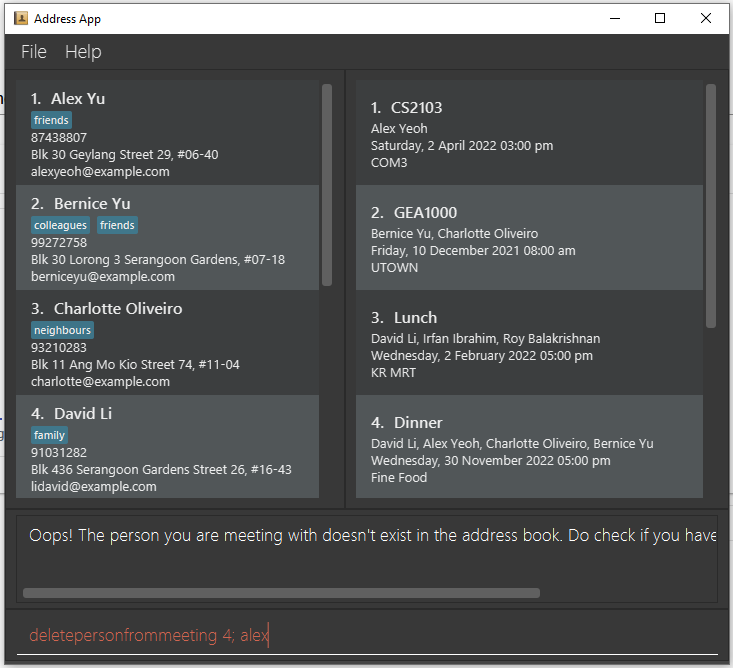 Address App
File Help
1. Alex Yu
friends
87438807
Blk 30 Geylang Street 29, #06-40
alexyeoh@example.com
2. Bernice Yu
colleagues friends
99272758
Blk 30 Lorong 3 Serangoon Gardens, #07-18
berniceyu@example.com
3. Charlotte Oliveiro
neighbours
93210283
Blk 11 Ang Mo Kio Street 74, #11-04
charlotte@example.com
4. David Li
family
91031282
Blk 436 Serangoon Gardens Street 26, #16-43
lidavid@example.com
1. CS2103
Alex Yeoh
Saturday, 2 April 2022 03:00 pm
COM3
2. GEA1000
Bernice Yu, Charlotte Oliveiro
Friday, 10 December 2021 08:00 am
UTOWN
3. Lunch
David Li, Irfan Ibrahim, Roy Balakrishnan
Wednesday, 2 February 2022 05:00 pm
KR MRT
4. Dinner
David Li, Alex Yeoh, Charlotte Oliveiro, Bernice Yu
Wednesday, 30 November 2022 05:00 pm
Fine Food
Oops! The person you are meeting with doesn't exist in the address book. Do check if you have
deletepersonfrommeeting 4; alex